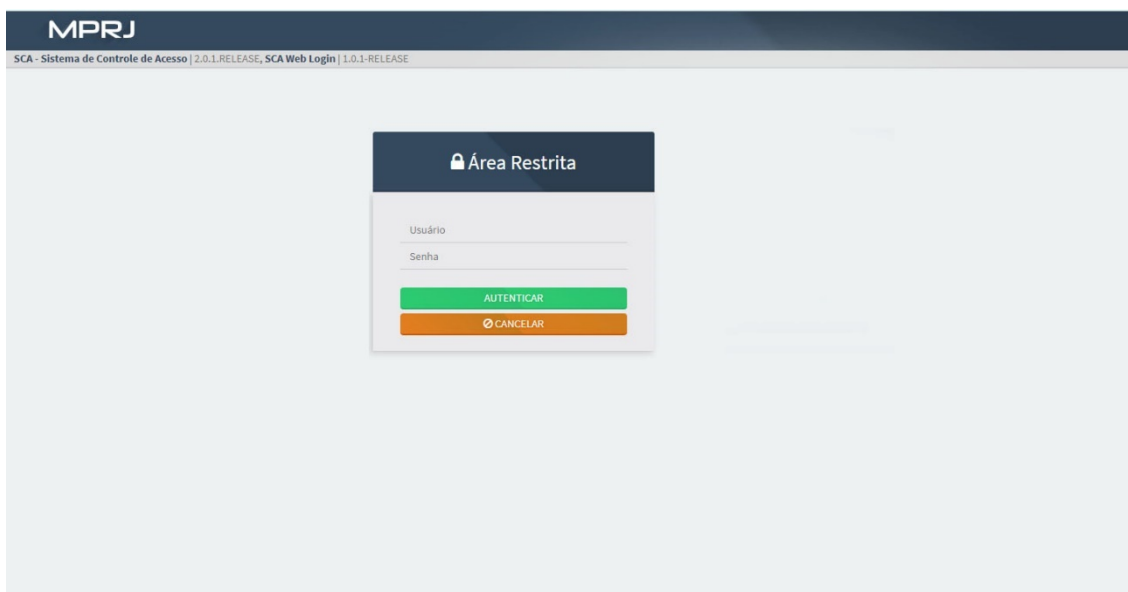 MPRJ
SCA - Sistema de Controle de Acesso | 2.0.1.RELEASE, SCA Web Login | 1.0.1-RELEASE
Área Restrita
Usuário
Senha
AUTENTICAR
CANCELAR